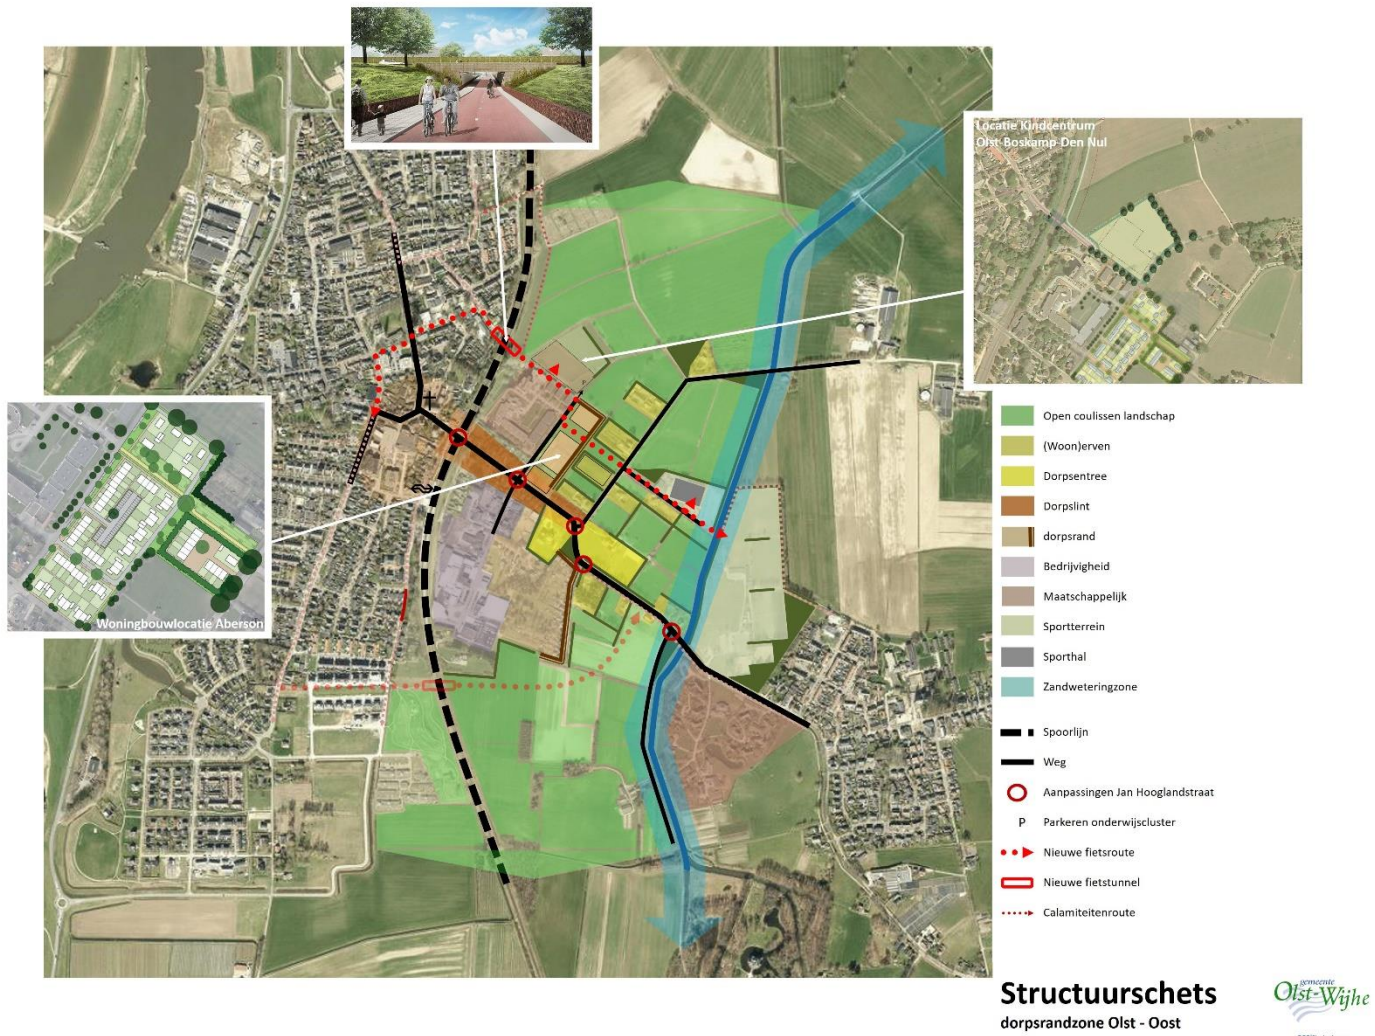 Locatie Kindcentrum
Olst-Boskamp-Den Nul
Woningbouwlocatie Aberson
Open coulissen landschap
(Woon)erven
Dorpsentree
Dorpslint
dorpsrand
Bedrijvigheid
Maatschappelijk
Sportterrein
Sporthal
Zandweteringzone
Spoorlijn
Weg
Aanpassingen Jan Hooglandstraat
P Parkeren onderwijscluster
Nieuwe fietsroute
Nieuwe fietstunnel
Calamiteitenroute
Structuurschets
dorpsrandzone Olst - Oost
gemeente
Olst-Wijhe